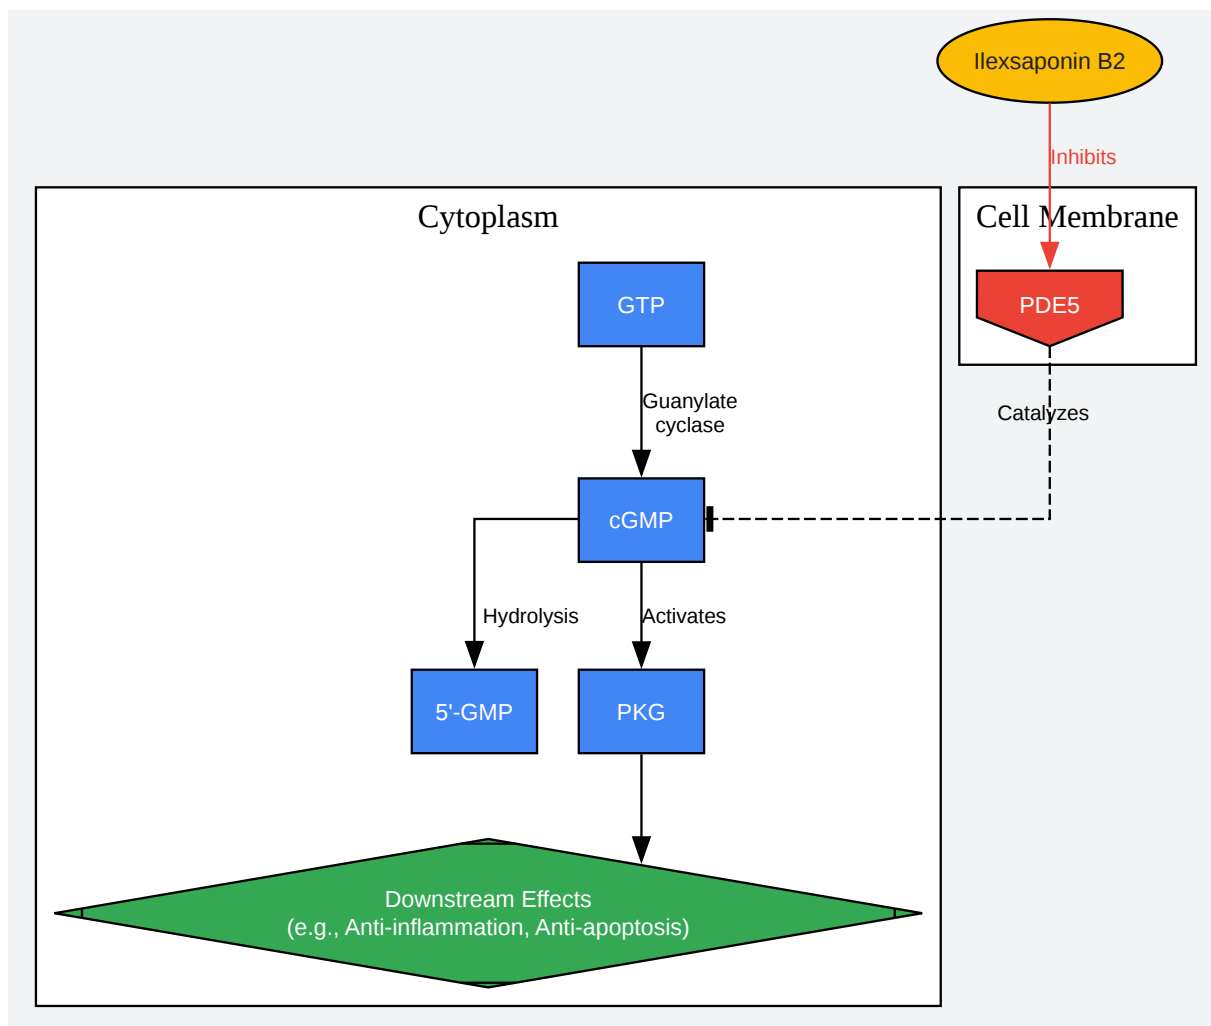 Ilexsaponin B2
Inhibits
Cytoplasm
Cell Membrane
GTP
PDE5
Guanylate
cyclase
Catalyzes
cGMP
Hydrolysis
Activates
5'-GMP
PKG
Downstream Effects
(e.g., Anti-inflammation, Anti-apoptosis)